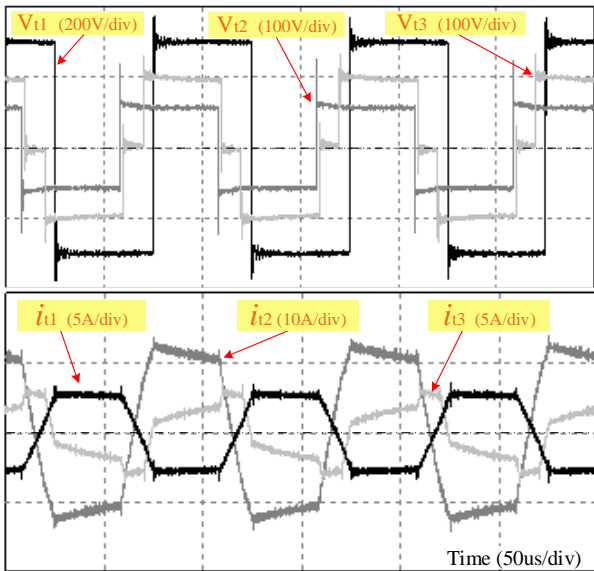 Vt1 (200V/div)
Vt2 (100V/div)
Vt3 (100V/div)
it1 (5A/div)
it2 (10A/div)
it3 (5A/div)
Time (50us/div)